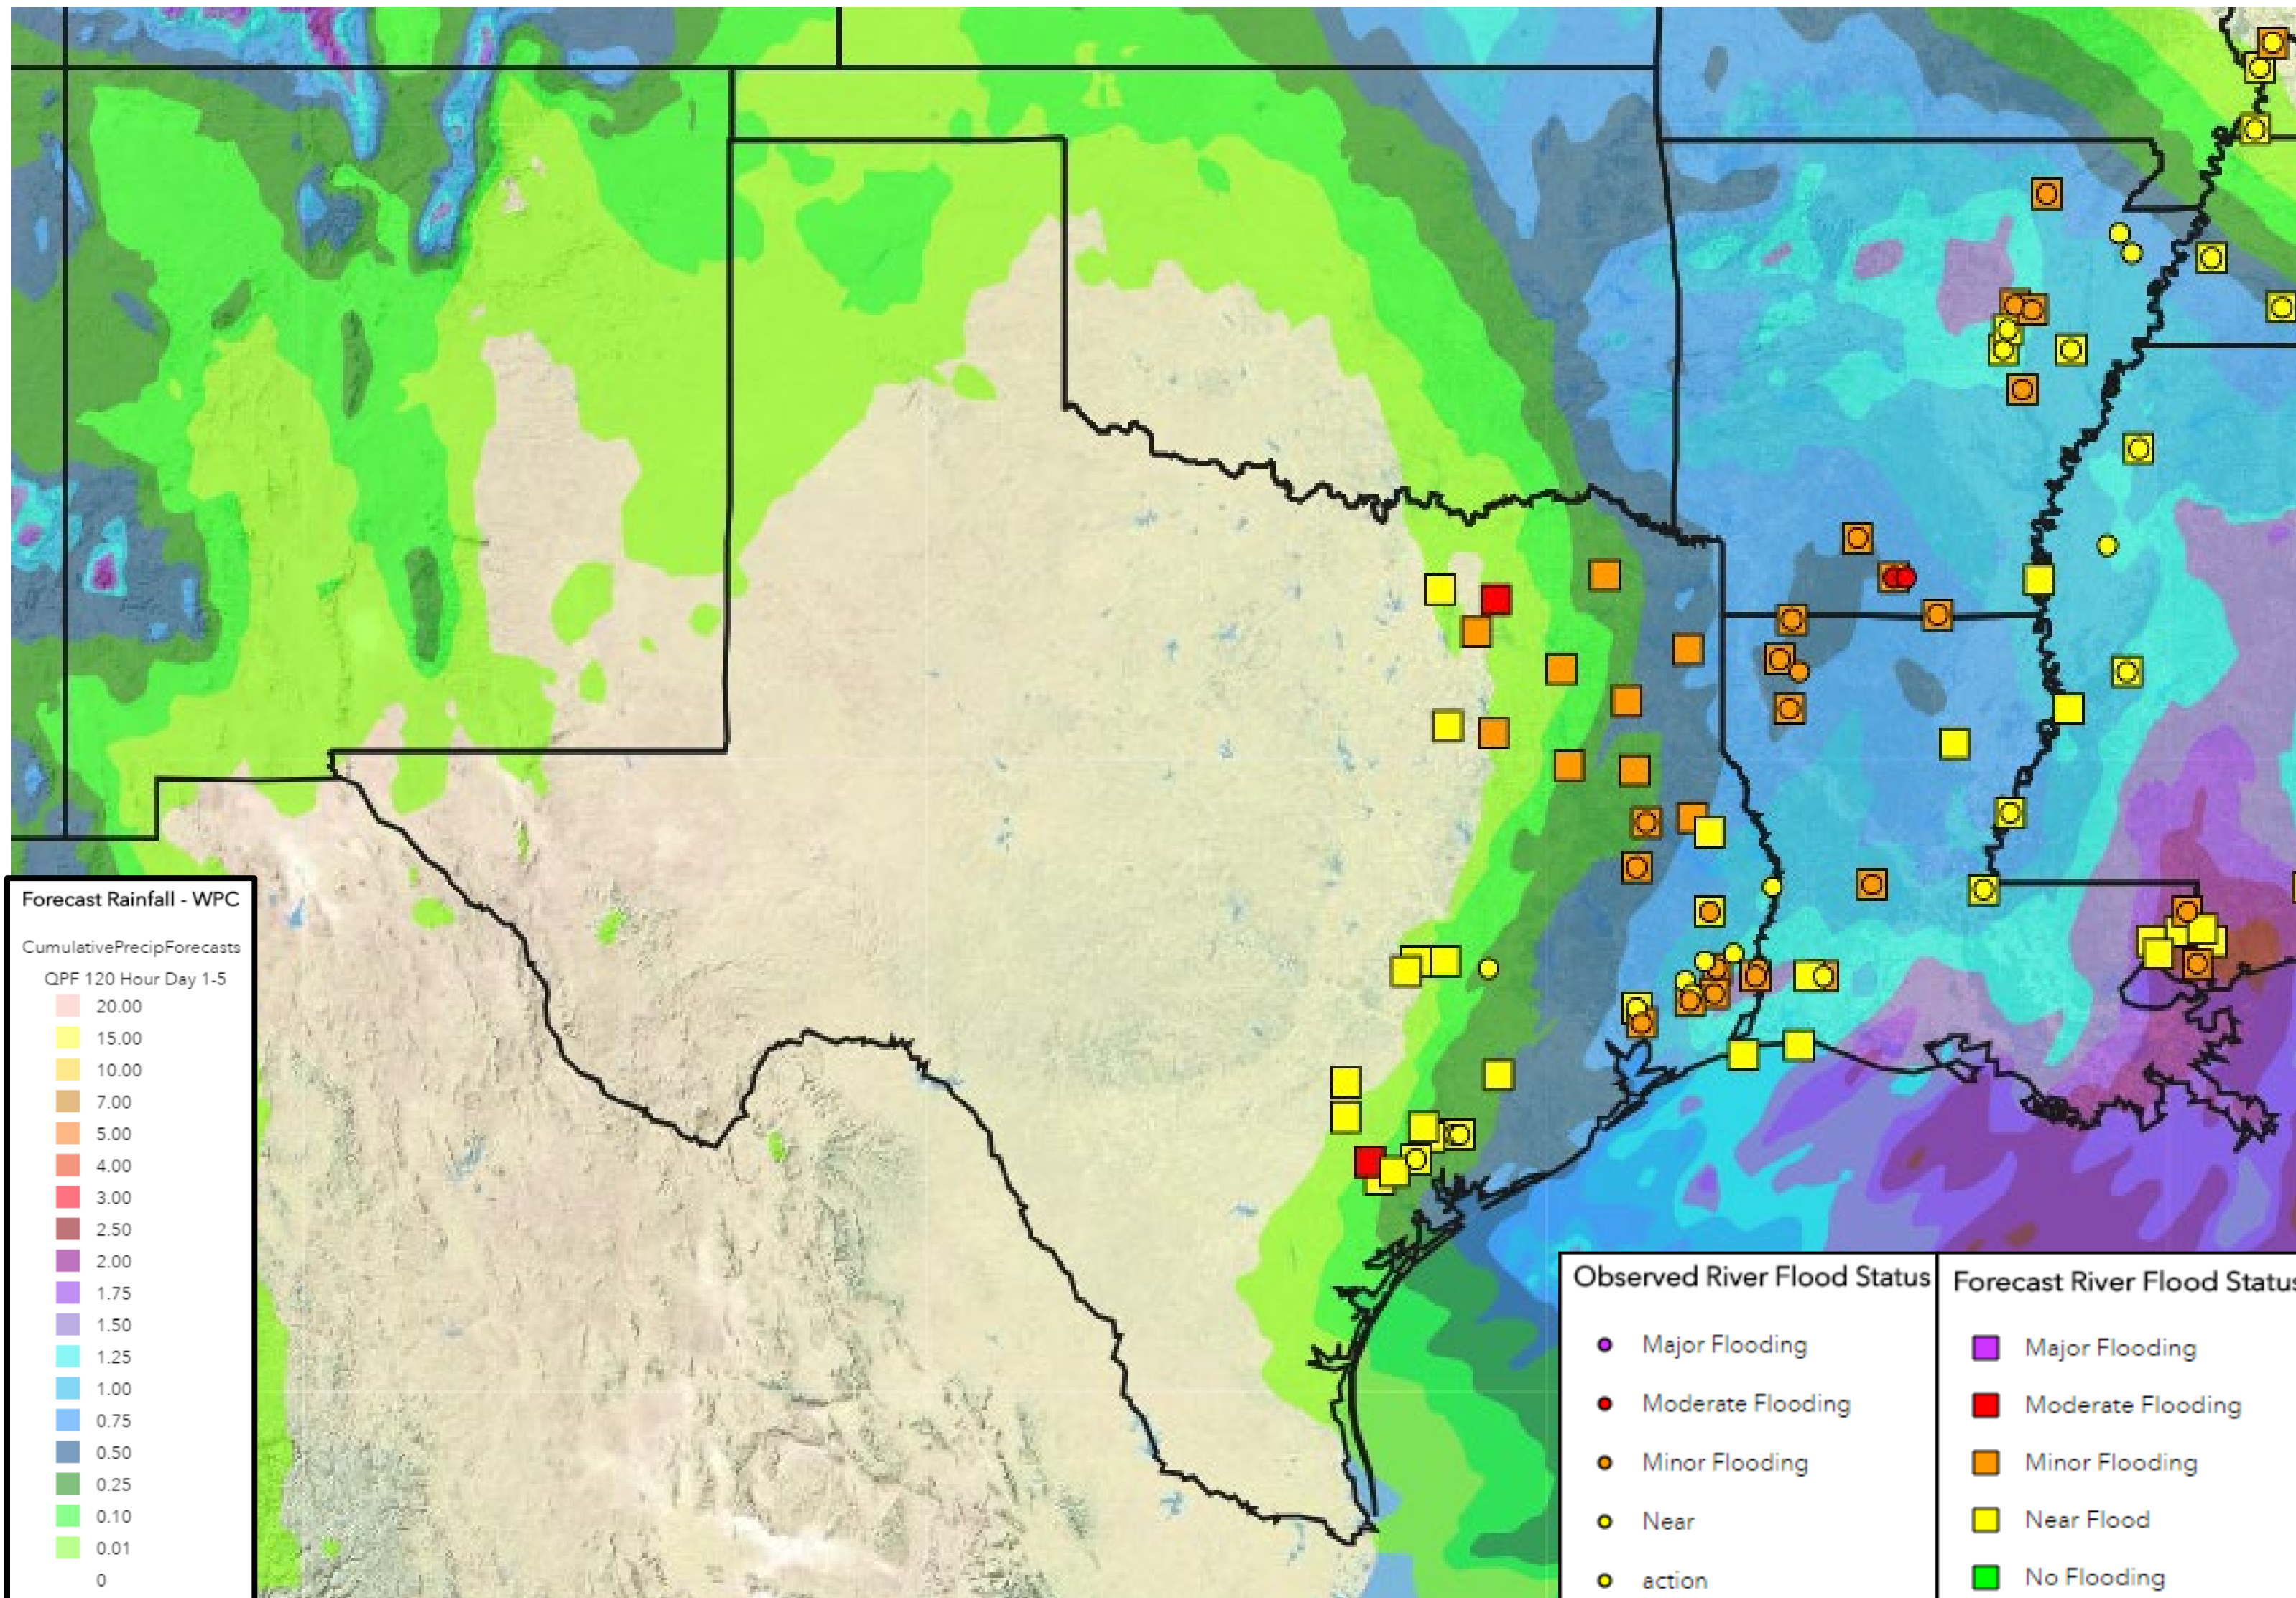 Forecast Rainfall - WPC
CumulativePrecipForecasts
QPF 120 Hour Day 1-5
20.00
15.00
10.00
7.00
5.00
4.00
3.00
2.50
2.00
1.75
1.50
1.25
1.00
0.75
0.50
0.25
0.10
0.01
0
Observed River Flood Status
Major Flooding
Moderate Flooding
Minor Flooding
Near
action
Forecast River Flood Status
Major Flooding
Moderate Flooding
Minor Flooding
Near Flood
No Flooding